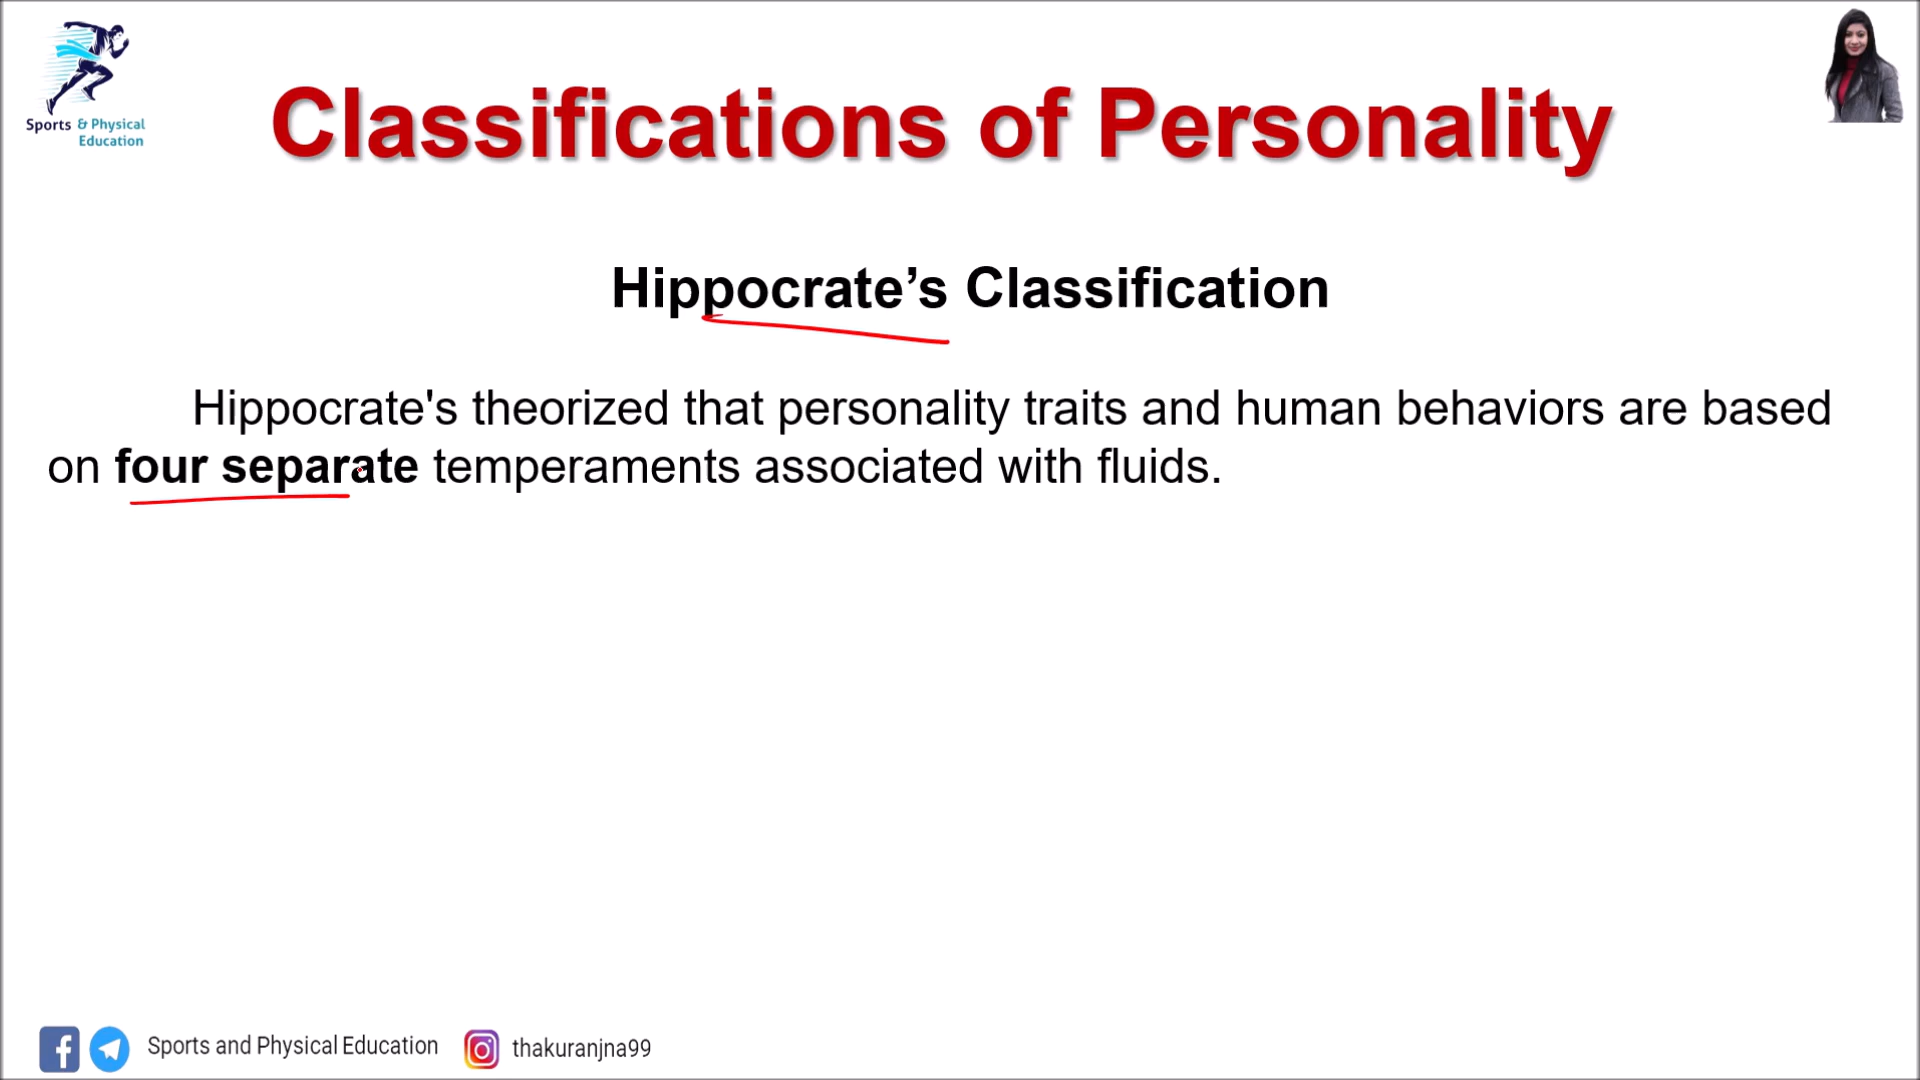 Sports & Physical
Education
Classifications of Personality
Hippocrate’s Classification
Hippocrate's theorized that personality traits and human behaviors are based
on four separate temperaments associated with fluids.
Sports and Physical Education
thakuranjna99